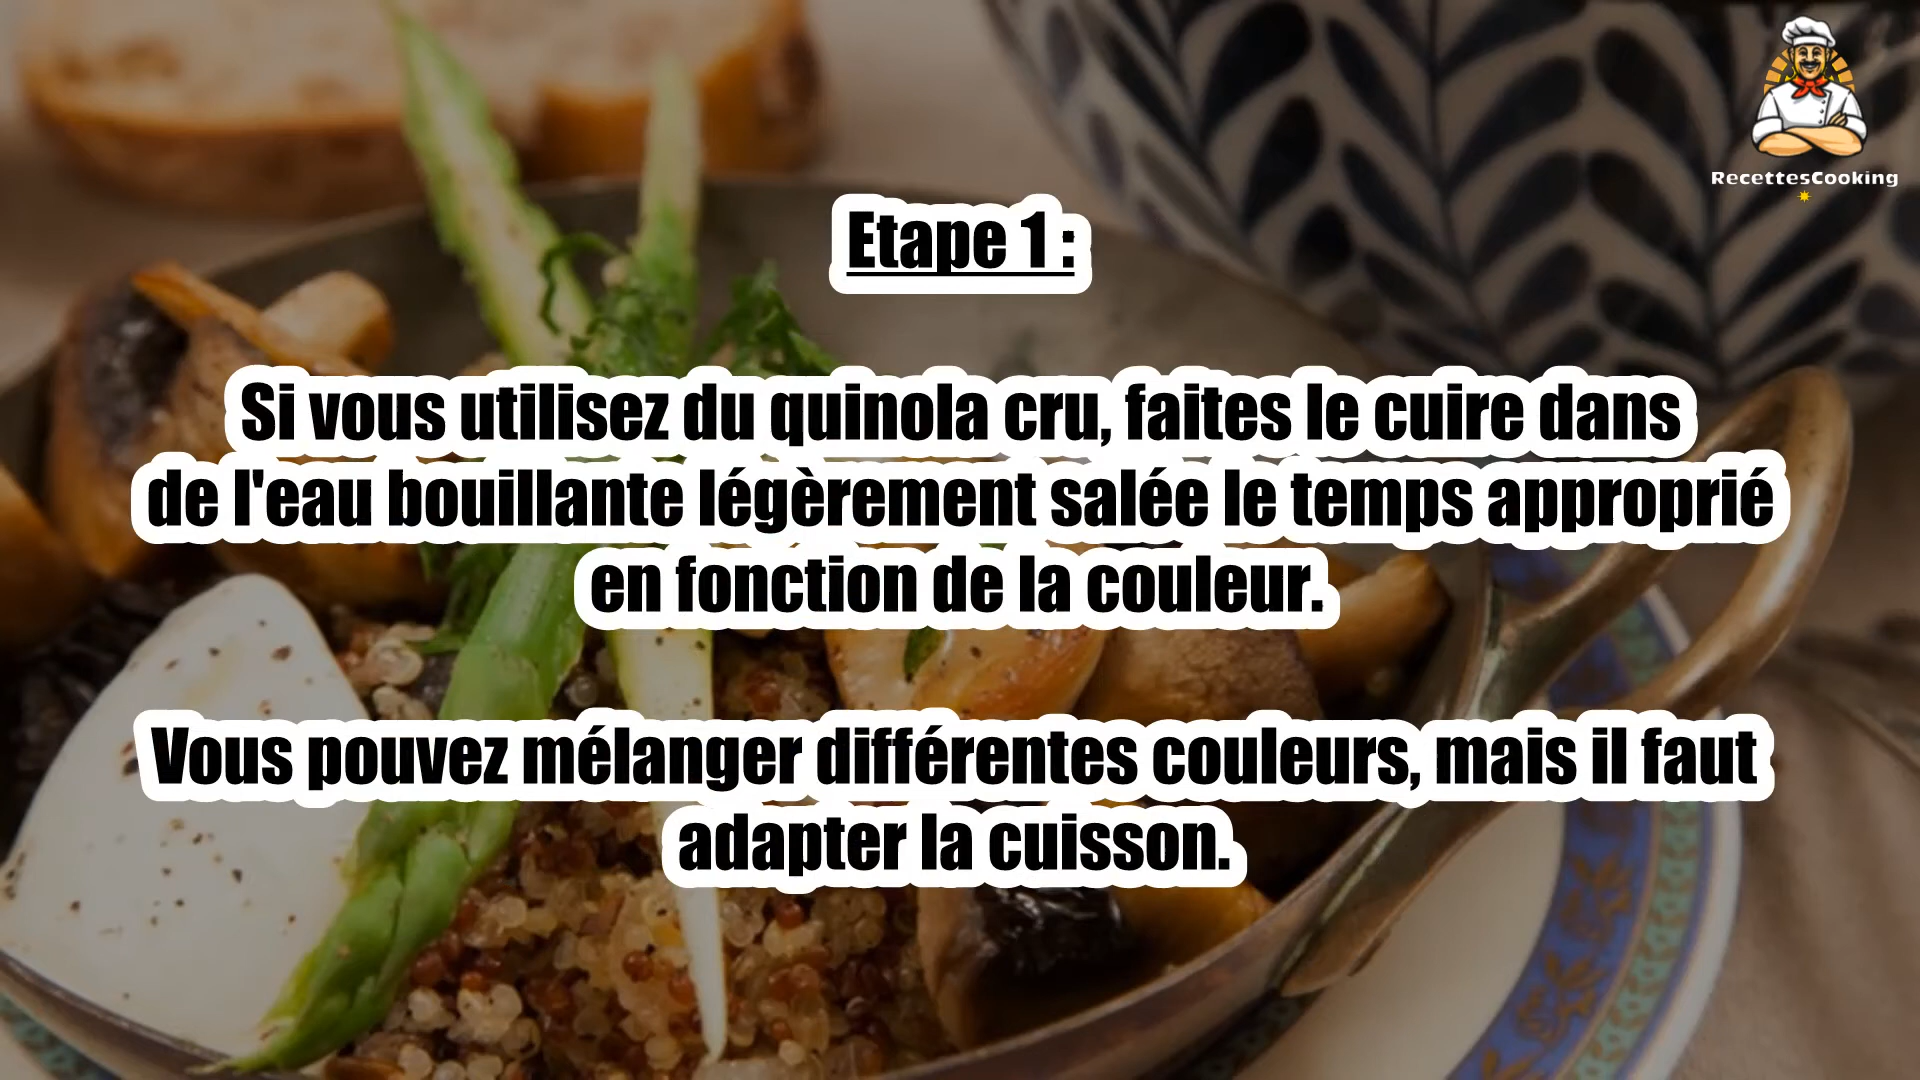 RecettesCooking
Etape 1 :
Si vous utilisez du quinola cru, faites le cuire dans
de l'eau bouillante légèrement salée le temps approprié
en fonction de la couleur.
Vous pouvez mélanger différentes couleurs, mais il faut
adapter la cuisson.